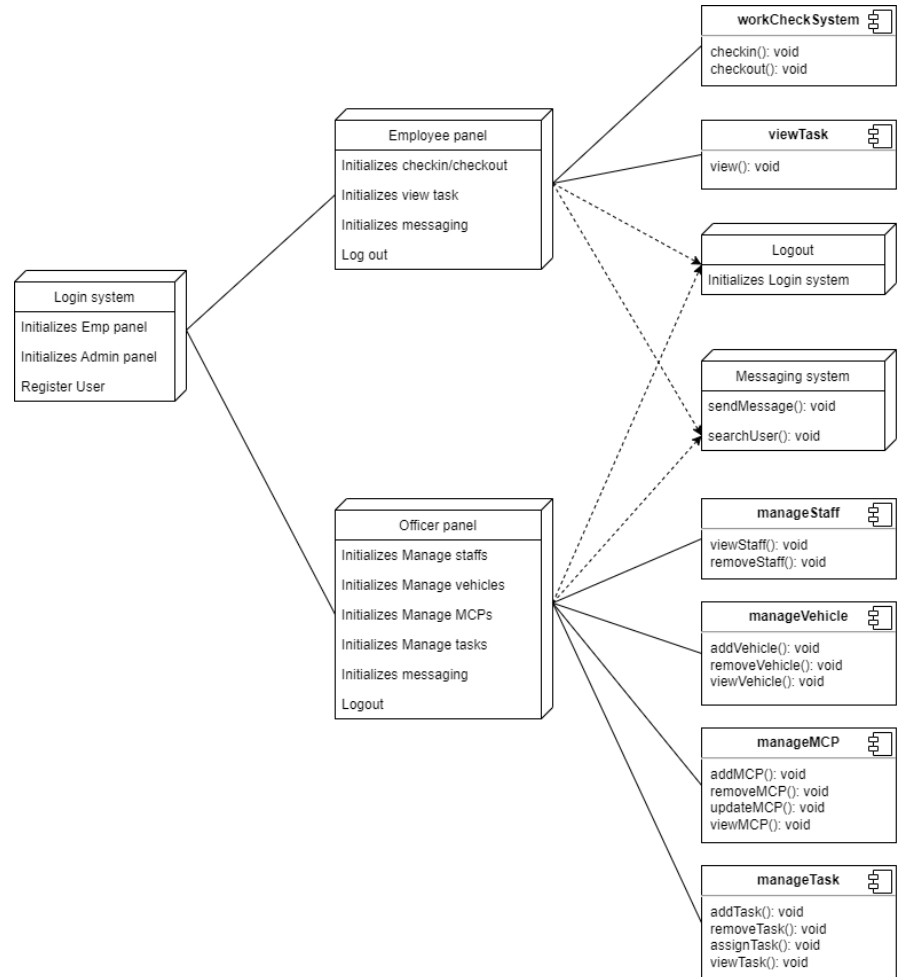 workCheckSystem
checkin(): void
checkout(): void
Employee panel
Initializes checkin/checkout
Initializes view task
Initializes messaging
Log out
viewTask
view(): void
Logout
Initializes Login system
Login system
Initializes Emp panel
Initializes Admin panel
Register User
Messaging system
sendMessage(): void
searchUser(): void
Officer panel
Initializes Manage staffs
Initializes Manage vehicles
Initializes Manage MCPs
Initializes Manage tasks
Initializes messaging
Logout
manageStaff
viewStaff(): void
removeStaff(): void
manageVehicle
addVehicle(): void
removeVehicle(): void
viewVehicle(): void
manageMCP
addMCP(): void
removeMCP(): void
updateMCP(): void
viewMCP(): void
manageTask
addTask(): void
removeTask(): void
assignTask(): void
viewTask(): void